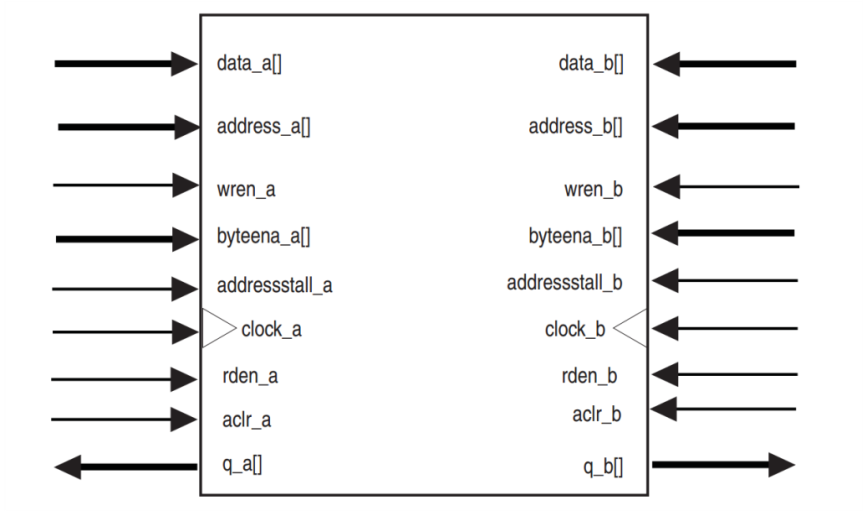 data_a[] data_b[]
address_a[] address_b[]
wren_a wren_b
byteena_a[] byteena_b[]
addressstall_a addressstall_b
clock_a clock_b
rden_a rden_b
aclr_a aclr_b
q_a[] q_b[]